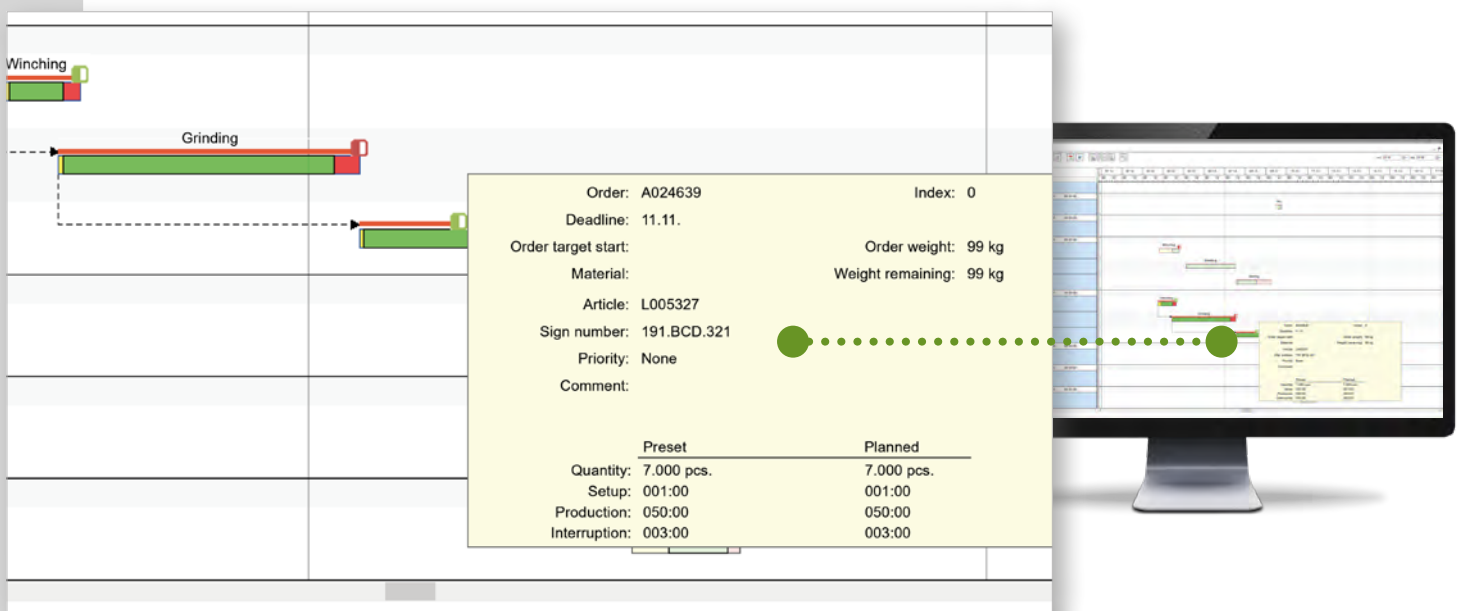 Winching
Grinding
Order: A024639 Index: 0
Deadline: 11.11.
Order target start: Order weight: 99 kg
Material: Weight remaining: 99 kg
Article: L005327
Sign number: 191.BCD.321
Priority: None
Comment:
Preset Planned
Quantity: 7.000 pcs. 7.000 pcs.
Setup: 001:00 001:00
Production: 050:00 050:00
Interruption: 003:00 003:00